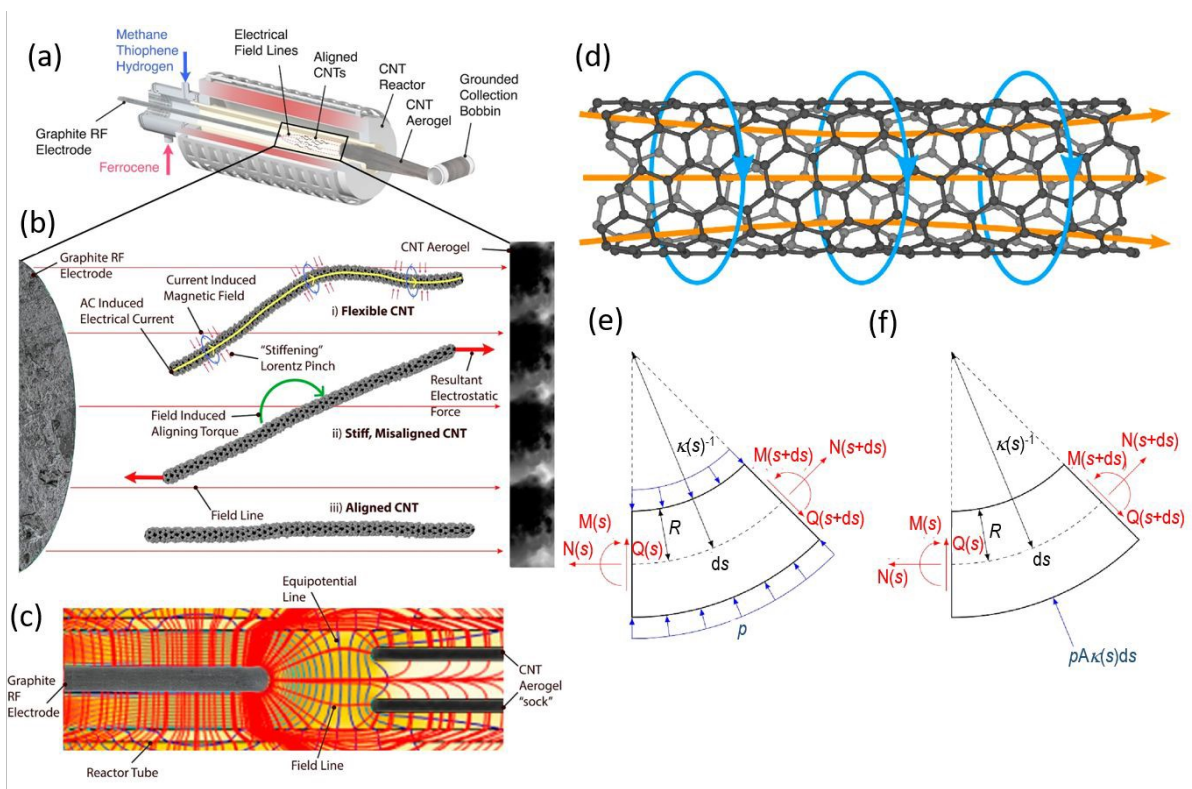 (a)
Methane
Thiophene
Hydrogen
Electrical
Field Lines
Aligned
CNTs
CNT
Reactor
CNT
Aerogel
Grounded
Collection
Bobbin
Graphite RF
Electrode
Ferrocene
(b)
Graphite RF
Electrode
CNT Aerogel
Current Induced
Magnetic Field
AC Induced
Electrical Current
i) Flexible CNT
"Stiffening"
Lorentz Pinch
Resultant
Electrostatic
Force
Field Induced
Aligning Torque
ii) Stiff, Misaligned CNT
Field Line
iii) Aligned CNT
(c)
Equipotential
Line
Graphite
RF
Electrode
CNT
Aerogel
"sock"
Reactor Tube
Field Line
(d)
(e)
κ(s)⁻¹
M(s+ds)
N(s+ds)
Q(s+ds)
R
M(s)
Q(s)
N(s)
ds
p
(f)
κ(s)⁻¹
M(s+ds)
N(s+ds)
Q(s+ds)
R
M(s)
Q(s)
N(s)
ds
pAκ(s)ds